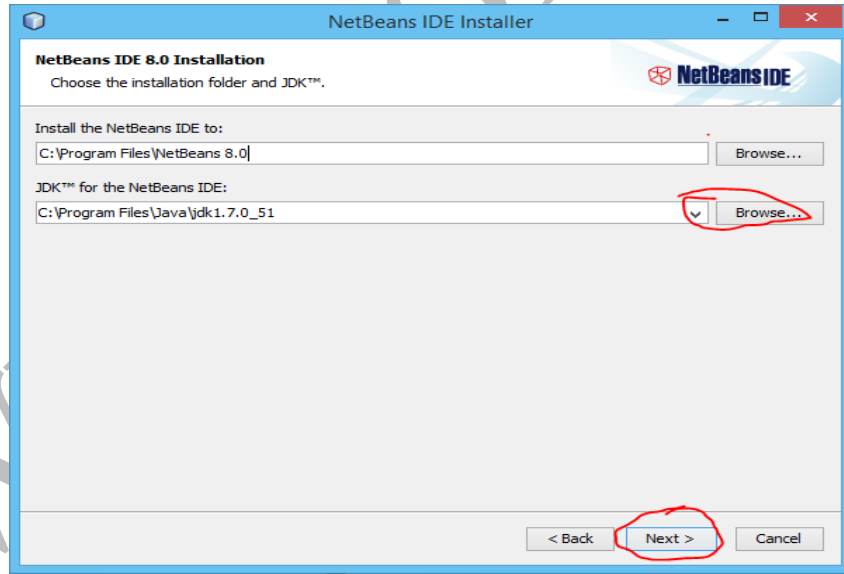 NetBeans IDE Installer
NetBeans IDE 8.0 Installation
Choose the installation folder and JDK™.
NetBeans IDE
Install the NetBeans IDE to:
C:\Program Files\NetBeans 8.0
Browse...
JDK™ for the NetBeans IDE:
C:\Program Files\Java\jdk1.7.0_51
Browse...
< Back
Next >
Cancel